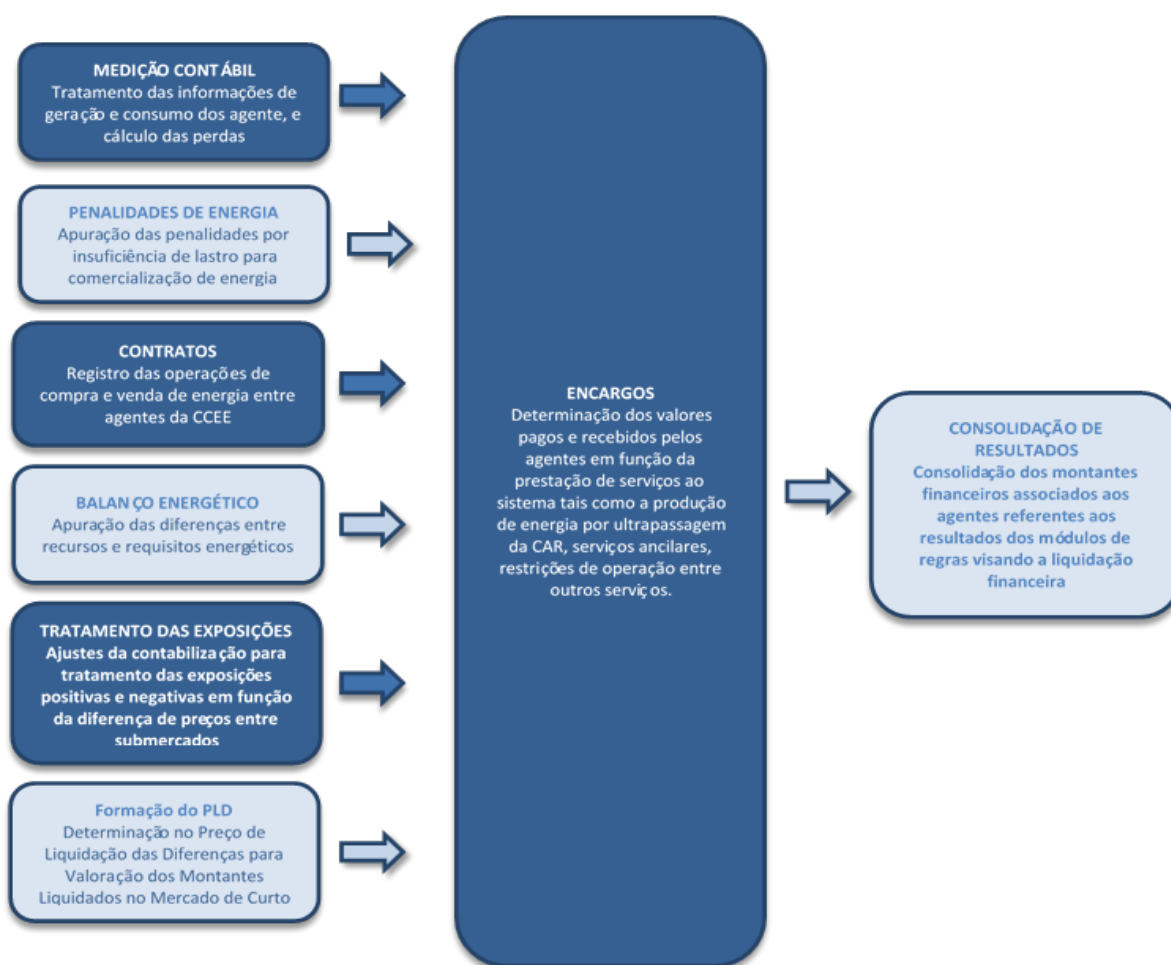 MEDIÇÃO CONTÁBIL
Tratamento das informações de
geração e consumo dos agente, e
cálculo das perdas
PENALIDADES DE ENERGIA
Apuração das penalidades por
insuficiência de lastro para
comercialização de energia
CONTRATOS
Registro das operações de
compra e venda de energia entre
agentes da CCEE
BALANÇO ENERGÉTICO
Apuração das diferenças entre
recursos e requisitos energéticos
TRATAMENTO DAS EXPOSIÇÕES
Ajustes da contabilização para
tratamento das exposições
positivas e negativas em função
da diferença de preços entre
submercados
Formação do PLD
Determinação no Preço de
Liquidação das Diferenças para
Valoração dos Montantes
Liquidados no Mercado de Curto
ENCARGOS
Determinação dos valores
pagos e recebidos pelos
agentes em função da
prestação de serviços ao
sistema tais como a produção
de energia por ultrapassagem
da CAR, serviços ancilares,
restrições de operação entre
outros serviços.
CONSOLIDAÇÃO DE
RESULTADOS
Consolidação dos montantes
financeiros associados aos
agentes referentes aos
resultados dos módulos de
regras visando a liquidação
financeira